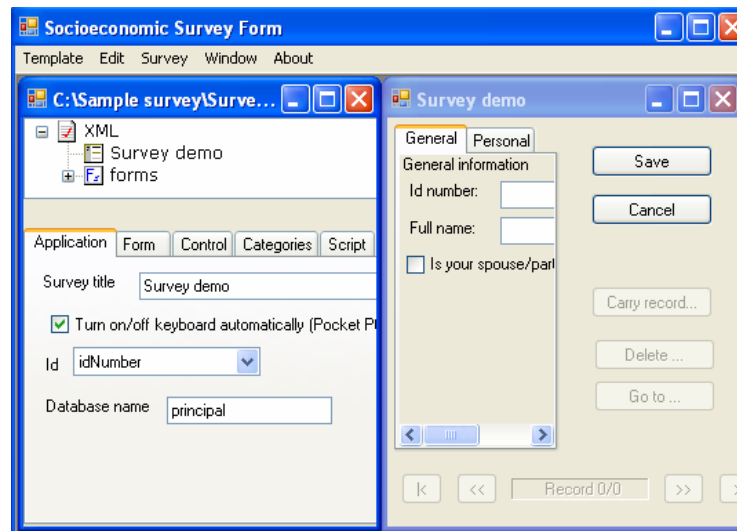 Socioeconomic Survey Form
Template Edit Survey Window About
C:\Sample survey\Surve...
XML
Survey demo
forms
Application Form Control Categories Script
Survey title Survey demo
Turn on/off keyboard automatically (Pocket P
Id idNumber
Database name principal
Survey demo
General Personal
General information
Id number:
Full name:
Is your spouse/part
Save
Cancel
Carry record...
Delete ...
Go to ...
|< << Record 0/0 >> >